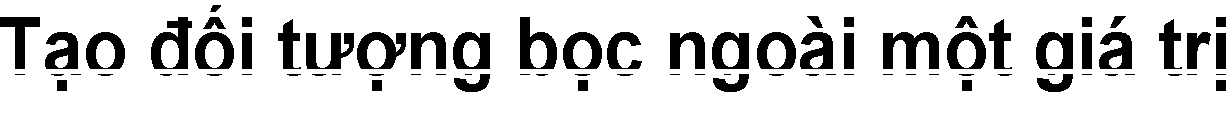 Tạo đối tượng bọc ngoài một giá trị